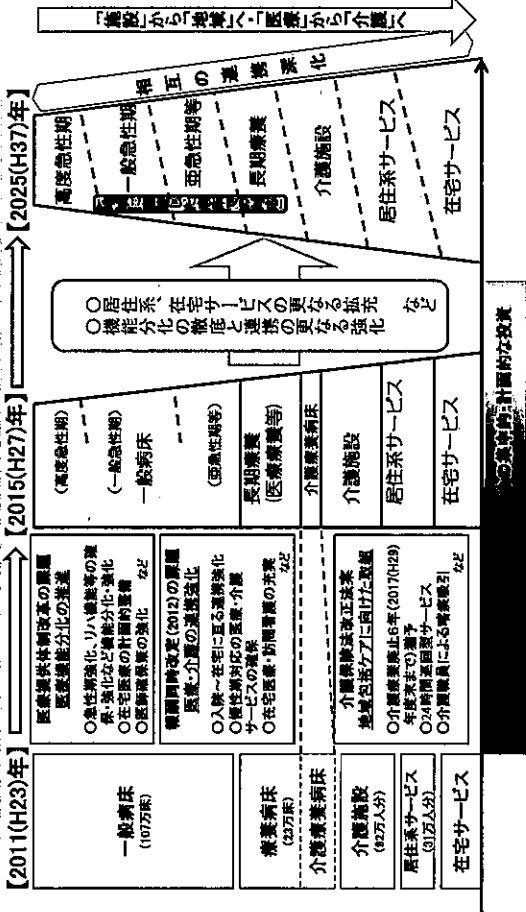 【2011(H23)年】
一般病床
(107万床)
療養病床
(23万床)
介護療養病床
介護施設
(92万人分)
居住系サービス
(31万人分)
在宅サービス
医療提供体制改革の課題
医療機能分化の推進
○急性期強化、リハ機能等の確
保・強化など機能分化・強化
○在宅医療の計画的整備
○医師確保策の強化 など
報酬同時改定(2012)の課題
医療・介護の連携強化
○入院～在宅に亘る連携強化
○慢性期対応の医療・介護
サービスの確保
○在宅医療・訪問看護の充実
など
介護保険法改正法案
地域包括ケアに向けた取組
○介護療養廃止6年(2017(H29)
年度末まで)猶予
○24時間巡回型サービス
○介護職員による喀痰吸引
など
【2015(H27)年】
(高度急性期)
(一般急性期)
一般病床
(亜急性期等)
長期療養
(医療療養等)
介護療養病床
介護施設
居住系サービス
在宅サービス
○居住系、在宅サービスの更なる拡充
○機能分化の徹底と連携の更なる強化
など
【2025(H37)年】
高度急性期
一般急性期
亜急性期等
長期療養
介護施設
居住系サービス
在宅サービス
相互の連携深化
「施設」から「地域」へ・「医療」から「介護」へ
の集中的・計画的な投資